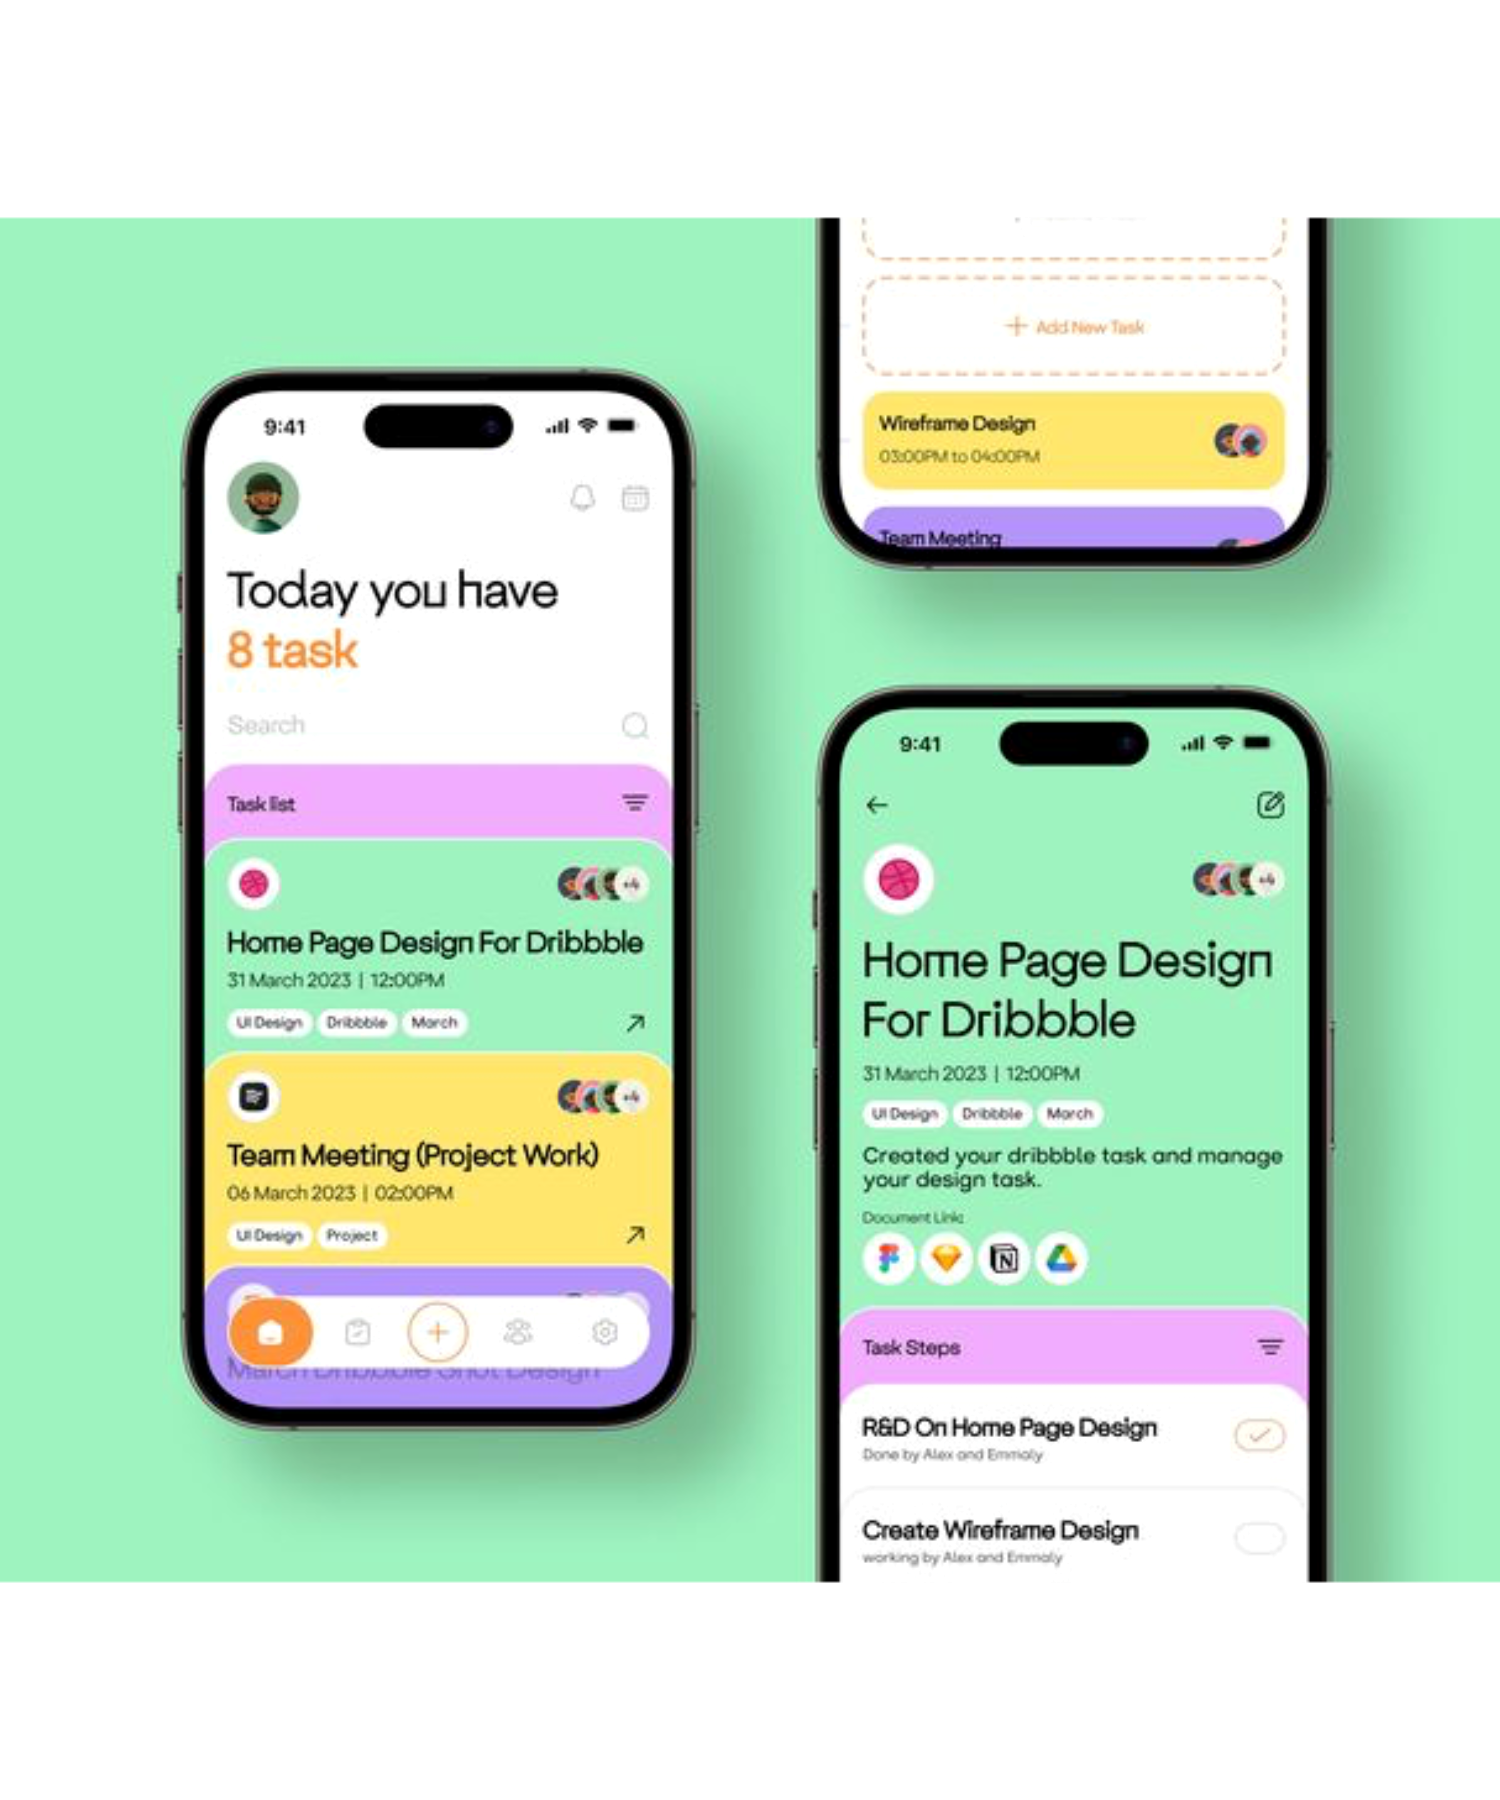 9:41
Today you have
8 task
Search
Task list
+4
Home Page Design For Dribbble
31 March 2023 | 12:00PM
UI Design Dribbble March
+4
Team Meeting (Project Work)
06 March 2023 | 02:00PM
UI Design Project
March Dribbble Shot Design
+ Add New Task
Wireframe Design
03:00PM to 04:00PM
Team Meeting
9:41
+4
Home Page Design
For Dribbble
31 March 2023 | 12:00PM
UI Design Dribbble March
Created your dribbble task and manage
your design task.
Document Link:
N
Task Steps
R&D On Home Page Design
Done by Alex and Emmaly
Create Wireframe Design
working by Alex and Emmaly